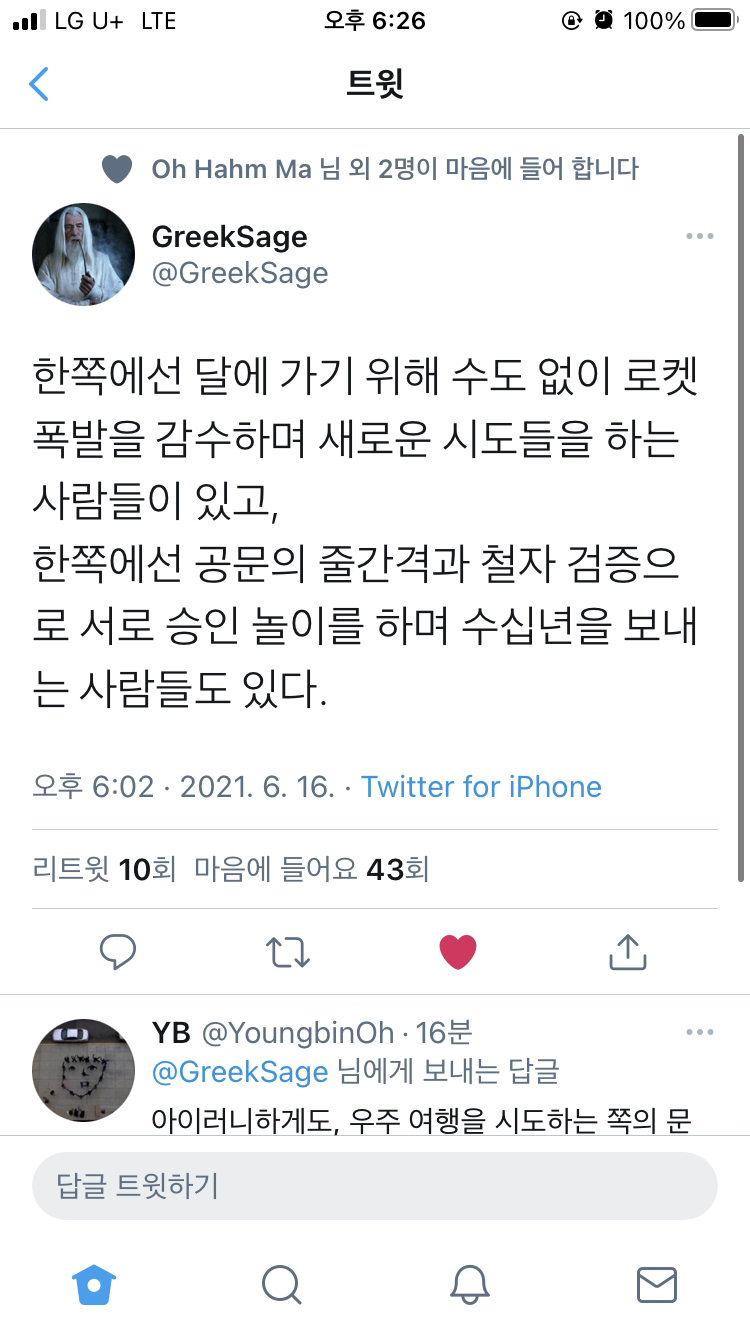 LG U+ LTE 오후 6:26 100%
트윗
Oh Hahm Ma 님 외 2명이 마음에 들어 합니다
GreekSage
@GreekSage
한쪽에선 달에 가기 위해 수도 없이 로켓
폭발을 감수하며 새로운 시도들을 하는
사람들이 있고,
한쪽에선 공문의 줄간격과 철자 검증으
로 서로 승인 놀이를 하며 수십년을 보내
는 사람들도 있다.
오후 6:02 · 2021. 6. 16. · Twitter for iPhone
리트윗 10회 마음에 들어요 43회
YB @YoungbinOh · 16분
@GreekSage 님에게 보내는 답글
아이러니하게도, 우주 여행을 시도하는 쪽의 문
답글 트윗하기